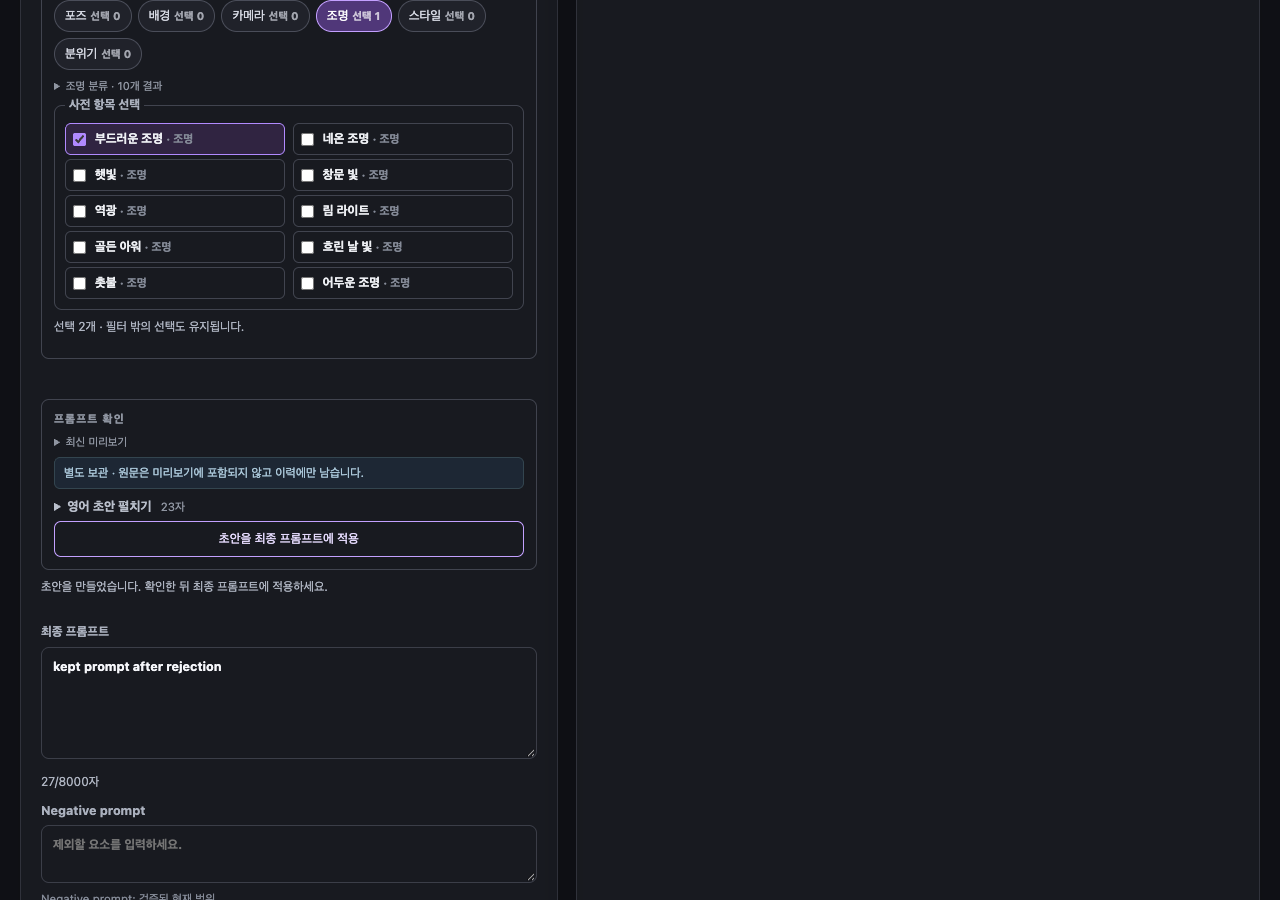 포즈 선택 0 배경 선택 0 카메라 선택 0 조명 선택 1 스타일 선택 0
분위기 선택 0
▶ 조명 분류 · 10개 결과
사전 항목 선택
부드러운 조명 · 조명 네온 조명 · 조명
햇빛 · 조명 창문 빛 · 조명
역광 · 조명 림 라이트 · 조명
골든 아워 · 조명 흐린 날 빛 · 조명
촛불 · 조명 어두운 조명 · 조명
선택 2개 · 필터 밖의 선택도 유지됩니다.
프롬프트 확인
▶ 최신 미리보기
별도 보관 · 원문은 미리보기에 포함되지 않고 이력에만 남습니다.
▶ 영어 초안 펼치기 23자
초안을 최종 프롬프트에 적용
초안을 만들었습니다. 확인한 뒤 최종 프롬프트에 적용하세요.
최종 프롬프트
kept prompt after rejection
27/8000자
Negative prompt
제외할 요소를 입력하세요.
Negative prompt: 검증된 현재 범위